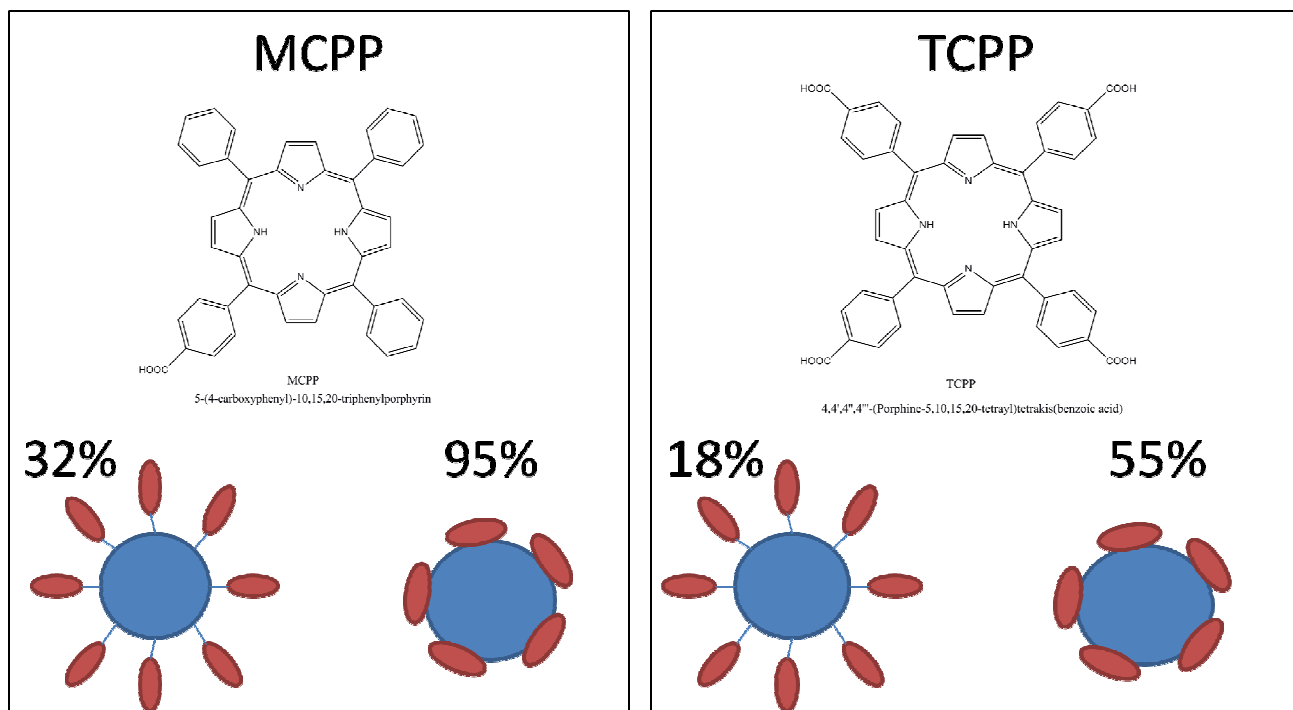 MCPP
N
NH
HN
N
HOOC
MCPP
5-(4-carboxyphenyl)-10,15,20-triphenylporphyrin
32%
95%
TCPP
HOOC
COOH
N
NH
HN
N
HOOC
COOH
TCPP
4,4',4'',4'''-(Porphine-5,10,15,20-tetrayl)tetrakis(benzoic acid)
18%
55%